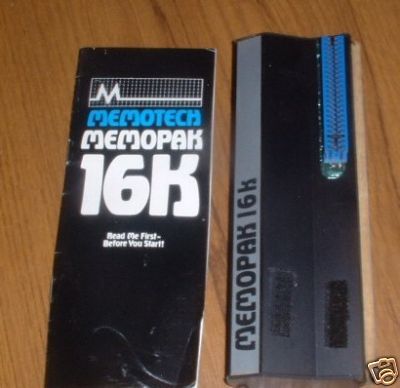 M
MEMOTECH
MEMOPAK
16K
Read Me First–
Before You Start!
MEMOPAK 16K